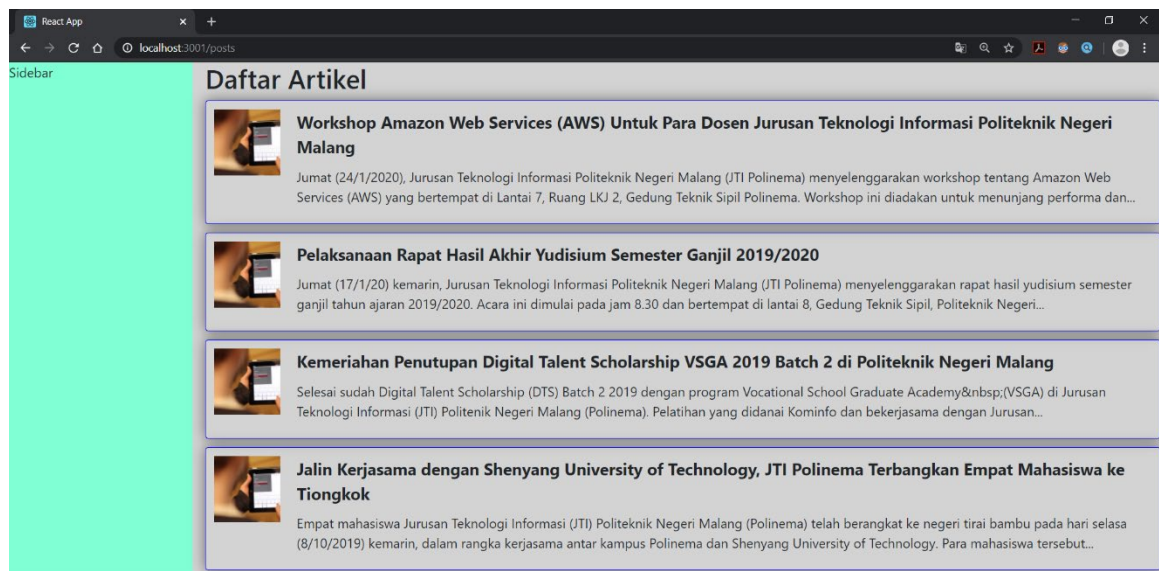 React App
localhost:3001/posts
Sidebar
Daftar Artikel
Workshop Amazon Web Services (AWS) Untuk Para Dosen Jurusan Teknologi Informasi Politeknik Negeri
Malang
Jumat (24/1/2020), Jurusan Teknologi Informasi Politeknik Negeri Malang (JTI Polinema) menyelenggarakan workshop tentang Amazon Web
Services (AWS) yang bertempat di Lantai 7, Ruang LKJ 2, Gedung Teknik Sipil Polinema. Workshop ini diadakan untuk menunjang performa dan...
Pelaksanaan Rapat Hasil Akhir Yudisium Semester Ganjil 2019/2020
Jumat (17/1/20) kemarin, Jurusan Teknologi Informasi Politeknik Negeri Malang (JTI Polinema) menyelenggarakan rapat hasil yudisium semester
ganjil tahun ajaran 2019/2020. Acara ini dimulai pada jam 8.30 dan bertempat di lantai 8, Gedung Teknik Sipil, Politeknik Negeri...
Kemeriahan Penutupan Digital Talent Scholarship VSGA 2019 Batch 2 di Politeknik Negeri Malang
Selesai sudah Digital Talent Scholarship (DTS) Batch 2 2019 dengan program Vocational School Graduate Academy&nbsp;(VSGA) di Jurusan
Teknologi Informasi (JTI) Politenik Negeri Malang (Polinema). Pelatihan yang didanai Kominfo dan bekerjasama dengan Jurusan...
Jalin Kerjasama dengan Shenyang University of Technology, JTI Polinema Terbangkan Empat Mahasiswa ke
Tiongkok
Empat mahasiswa Jurusan Teknologi Informasi (JTI) Politeknik Negeri Malang (Polinema) telah berangkat ke negeri tirai bambu pada hari selasa
(8/10/2019) kemarin, dalam rangka kerjasama antar kampus Polinema dan Shenyang University of Technology. Para mahasiswa tersebut...